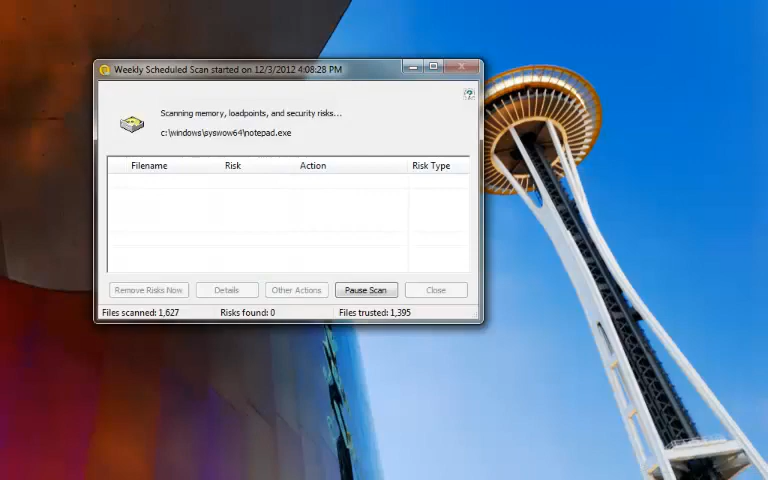 Weekly Scheduled Scan started on 12/3/2012 4:08:28 PM
Scanning memory, loadpoints, and security risks...
c:\windows\syswow64\notepad.exe
Filename Risk Action Risk Type
Remove Risks Now Details Other Actions Pause Scan Close
Files scanned: 1,627 Risks found: 0 Files trusted: 1,395